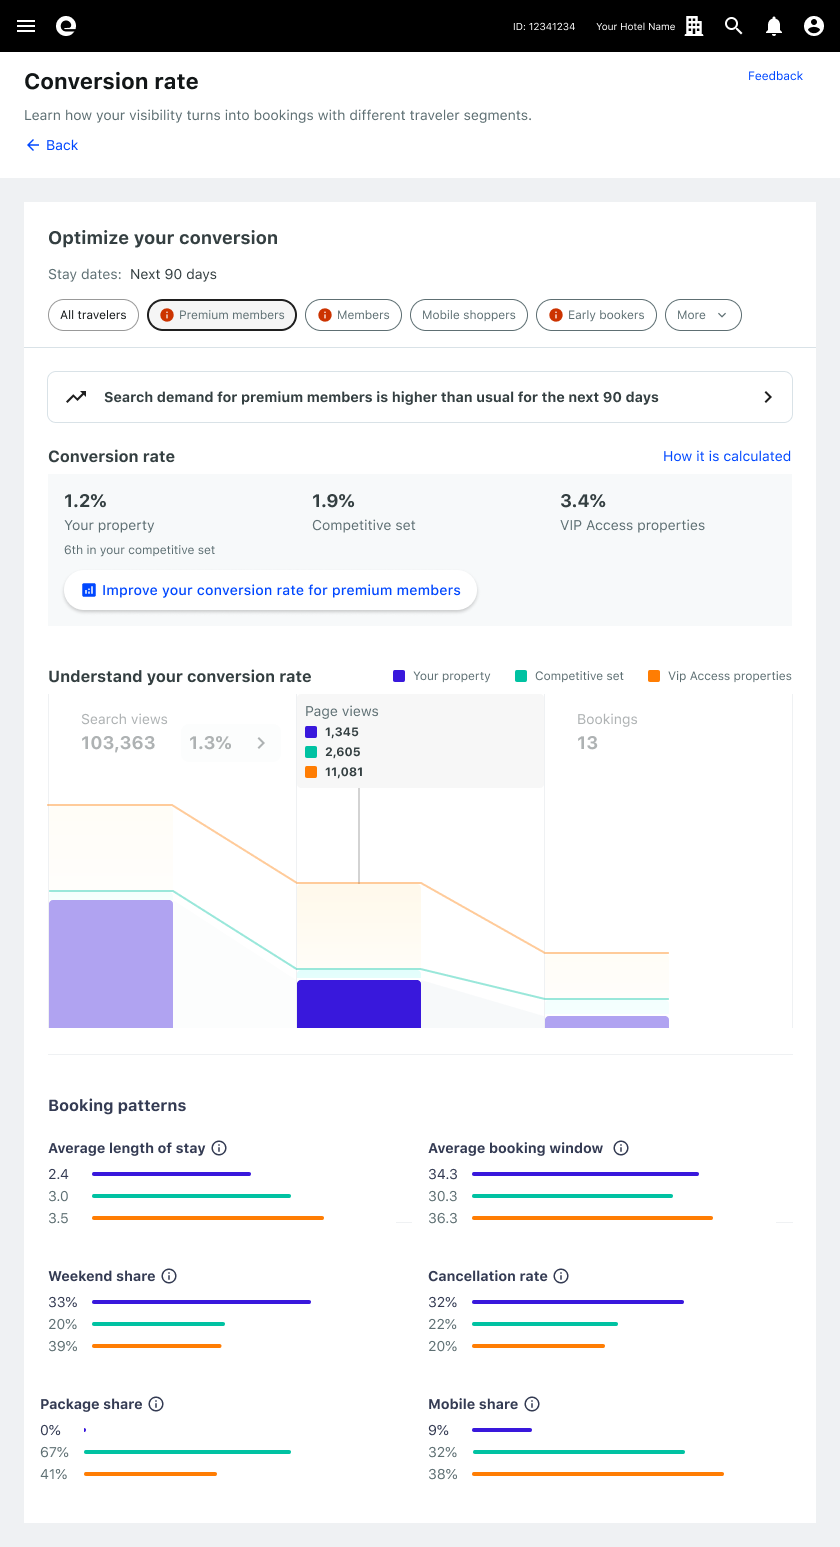 ID: 12341234 Your Hotel Name
Conversion rate
Feedback
Learn how your visibility turns into bookings with different traveler segments.
Back
Optimize your conversion
Stay dates: Next 90 days
All travelers Premium members Members Mobile shoppers Early bookers More
Search demand for premium members is higher than usual for the next 90 days
Conversion rate How it is calculated
1.2% 1.9% 3.4%
Your property Competitive set VIP Access properties
6th in your competitive set
Improve your conversion rate for premium members
Understand your conversion rate Your property Competitive set Vip Access properties
Search views
103,363 1.3%
Page views
1,345
2,605
11,081
Bookings
13
Booking patterns
Average length of stay
2.4
3.0
3.5
Average booking window
34.3
30.3
36.3
Weekend share
33%
20%
39%
Cancellation rate
32%
22%
20%
Package share
0%
67%
41%
Mobile share
9%
32%
38%